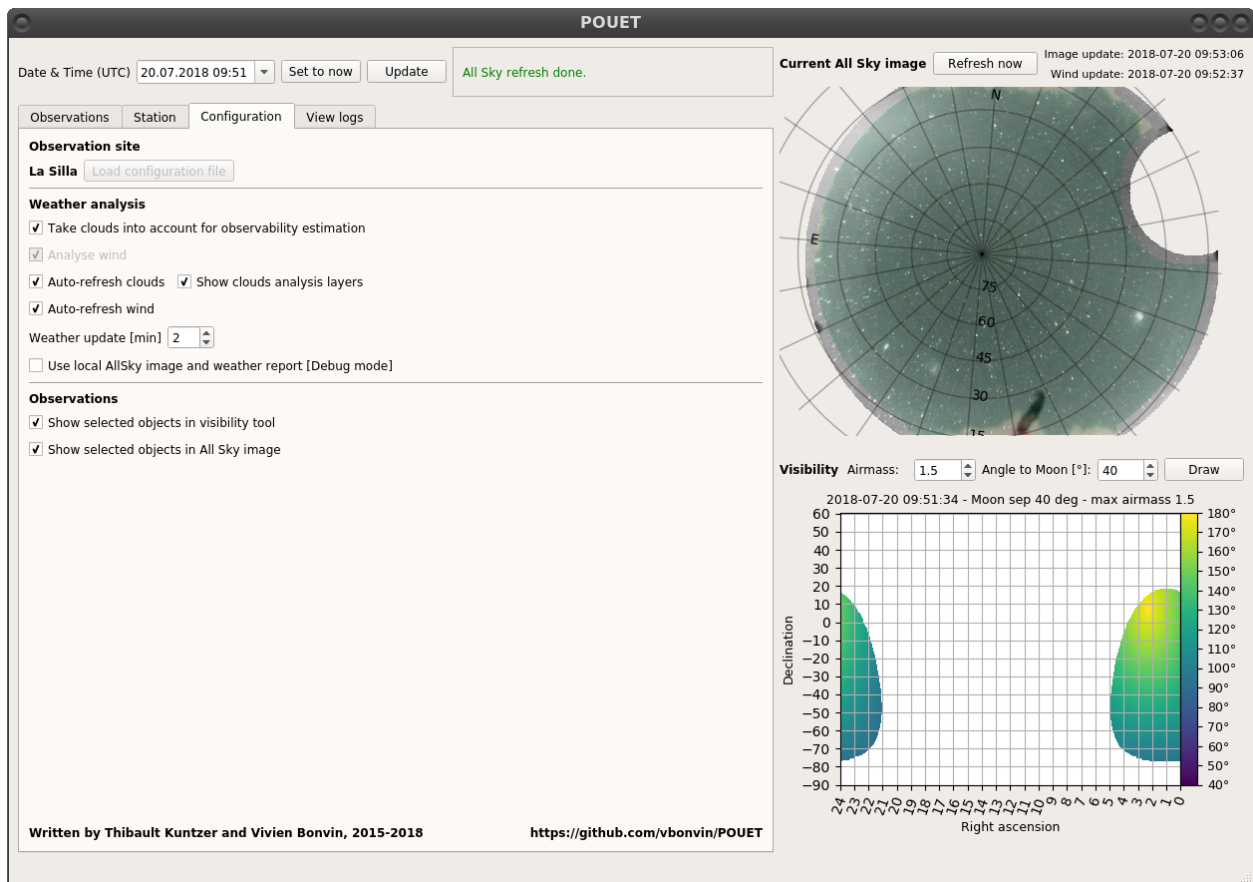 POUET
Date & Time (UTC) 20.07.2018 09:51 Set to now Update All Sky refresh done.
Observations Station Configuration View logs
Observation site
La Silla Load configuration file
Weather analysis
Take clouds into account for observability estimation
Analyse wind
Auto-refresh clouds Show clouds analysis layers
Auto-refresh wind
Weather update [min] 2
Use local AllSky image and weather report [Debug mode]
Observations
Show selected objects in visibility tool
Show selected objects in All Sky image
Written by Thibault Kuntzer and Vivien Bonvin, 2015-2018 https://github.com/vbonvin/POUET
Current All Sky image Refresh now
Image update: 2018-07-20 09:53:06
Wind update: 2018-07-20 09:52:37
N
E
75
60
45
30
15
Visibility Airmass: 1.5 Angle to Moon [°]: 40 Draw
2018-07-20 09:51:34 - Moon sep 40 deg - max airmass 1.5
60
50
40
30
20
10
0
−10
−20
−30
−40
−50
−60
−70
−80
−90
Declination
180°
170°
160°
150°
140°
130°
120°
110°
100°
90°
80°
70°
60°
50°
40°
24 23 22 21 20 19 18 17 16 15 14 13 12 11 10 9 8 7 6 5 4 3 2 1 0
Right ascension